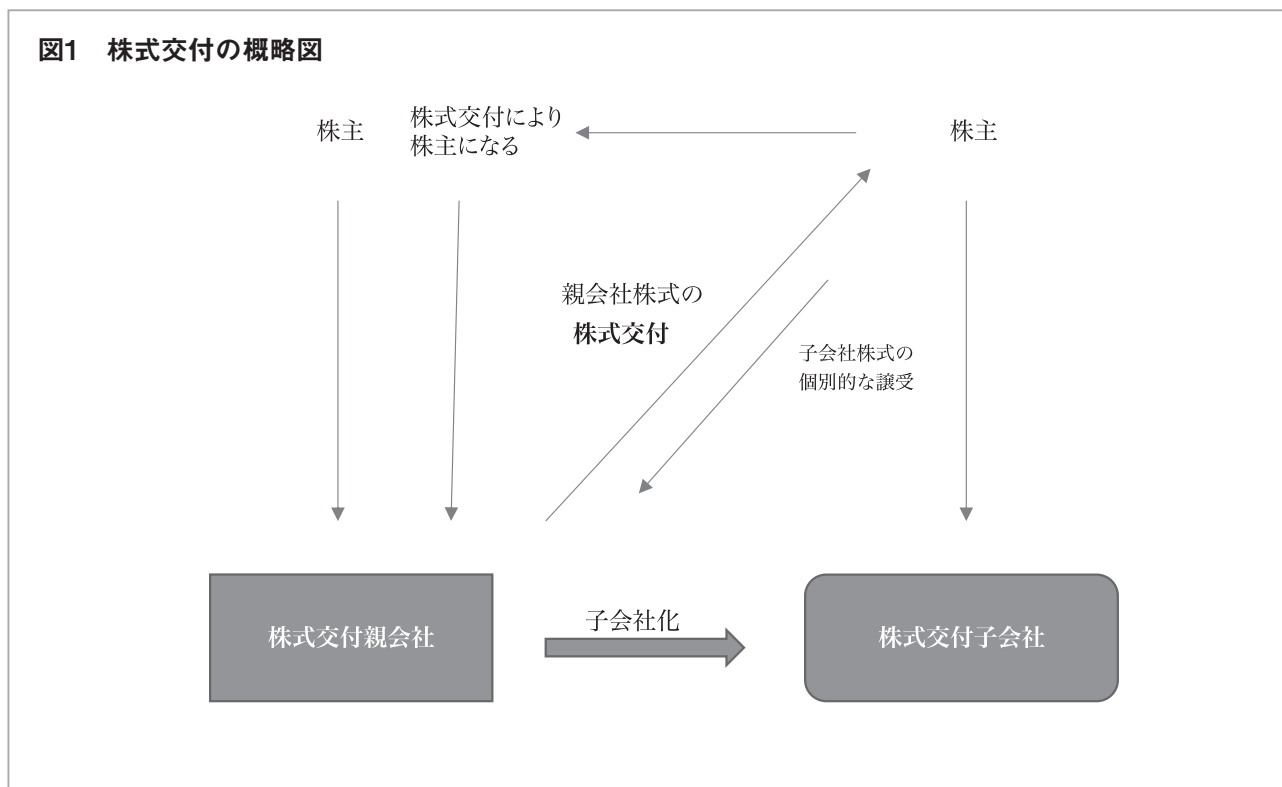 図1 株式交付の概略図
株主
株式交付により
株主になる
株主
親会社株式の
株式交付
子会社株式の
個別的な譲受
株式交付親会社
子会社化
株式交付子会社